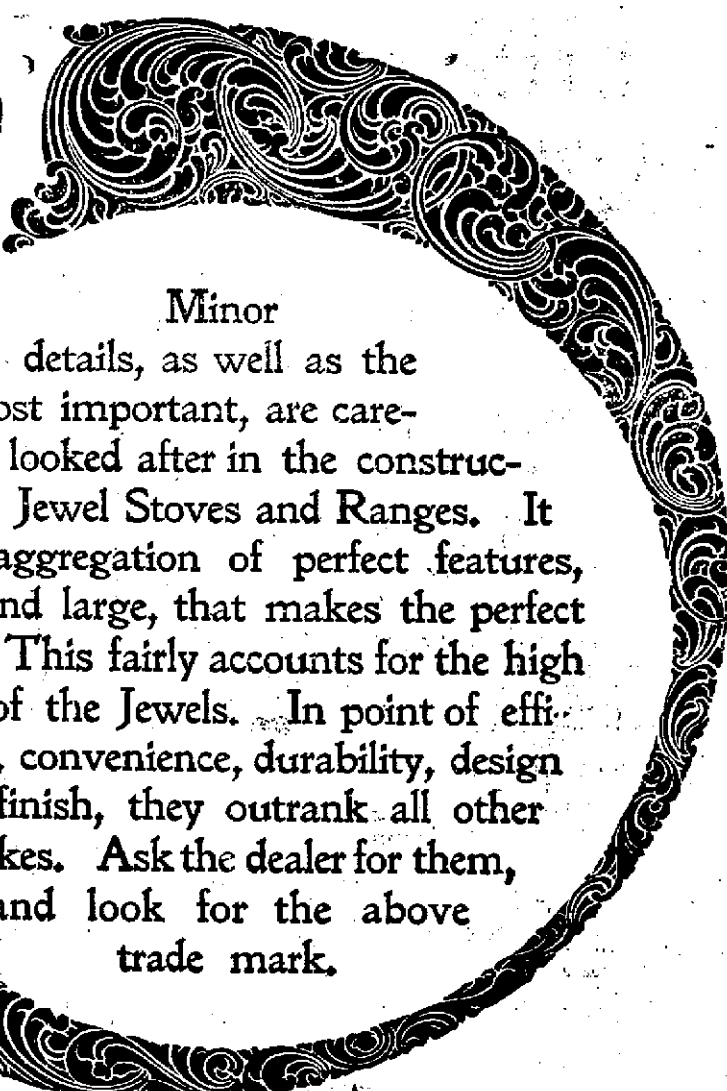 Minor
details, as well as the
ost important, are care-
looked after in the construc-
Jewel Stoves and Ranges. It
aggregation of perfect features,
nd large, that makes the perfect
This fairly accounts for the high
of the Jewels. In point of effi-
, convenience, durability, design
finish, they outrank all other
kes. Ask the dealer for them,
and look for the above
trade mark.